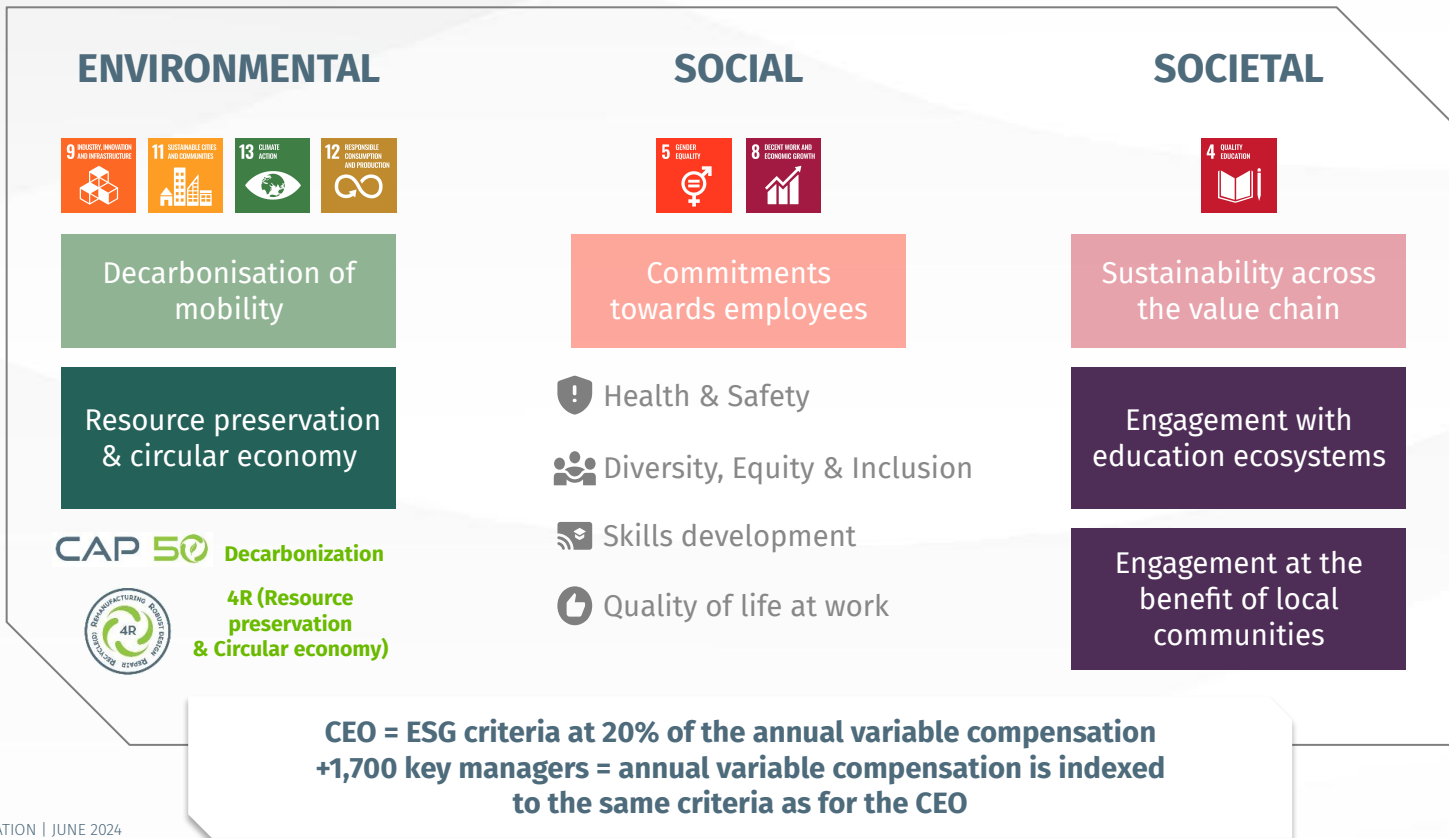 ENVIRONMENTAL
9 INDUSTRY, INNOVATION
AND INFRASTRUCTURE
11 SUSTAINABLE CITIES
AND COMMUNITIES
13 CLIMATE
ACTION
12 RESPONSIBLE
CONSUMPTION
AND PRODUCTION
Decarbonisation of
mobility
Resource preservation
& circular economy
CAP 50 Decarbonization
REMANUFACTURING ROBUST DESIGN REPAIR RECYCLE(D)
4R
4R (Resource
preservation
& Circular economy)
SOCIAL
5 GENDER
EQUALITY
8 DECENT WORK AND
ECONOMIC GROWTH
Commitments
towards employees
Health & Safety
Diversity, Equity & Inclusion
Skills development
Quality of life at work
SOCIETAL
4 QUALITY
EDUCATION
Sustainability across
the value chain
Engagement with
education ecosystems
Engagement at the
benefit of local
communities
CEO = ESG criteria at 20% of the annual variable compensation
+1,700 key managers = annual variable compensation is indexed
to the same criteria as for the CEO
ATION | JUNE 2024